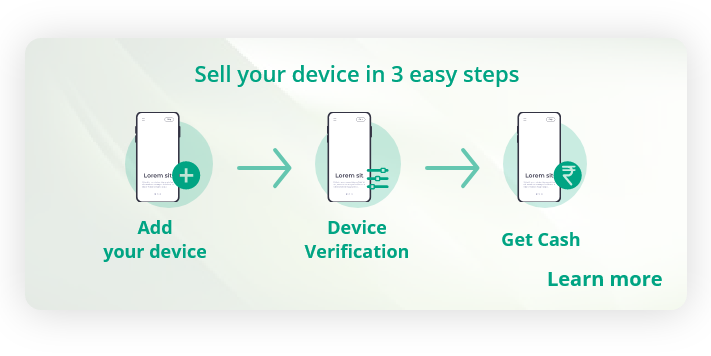 Sell your device in 3 easy steps
Lorem sit
Lorem sit
Lorem sit
Add
your device
Device
Verification
Get Cash
Learn more